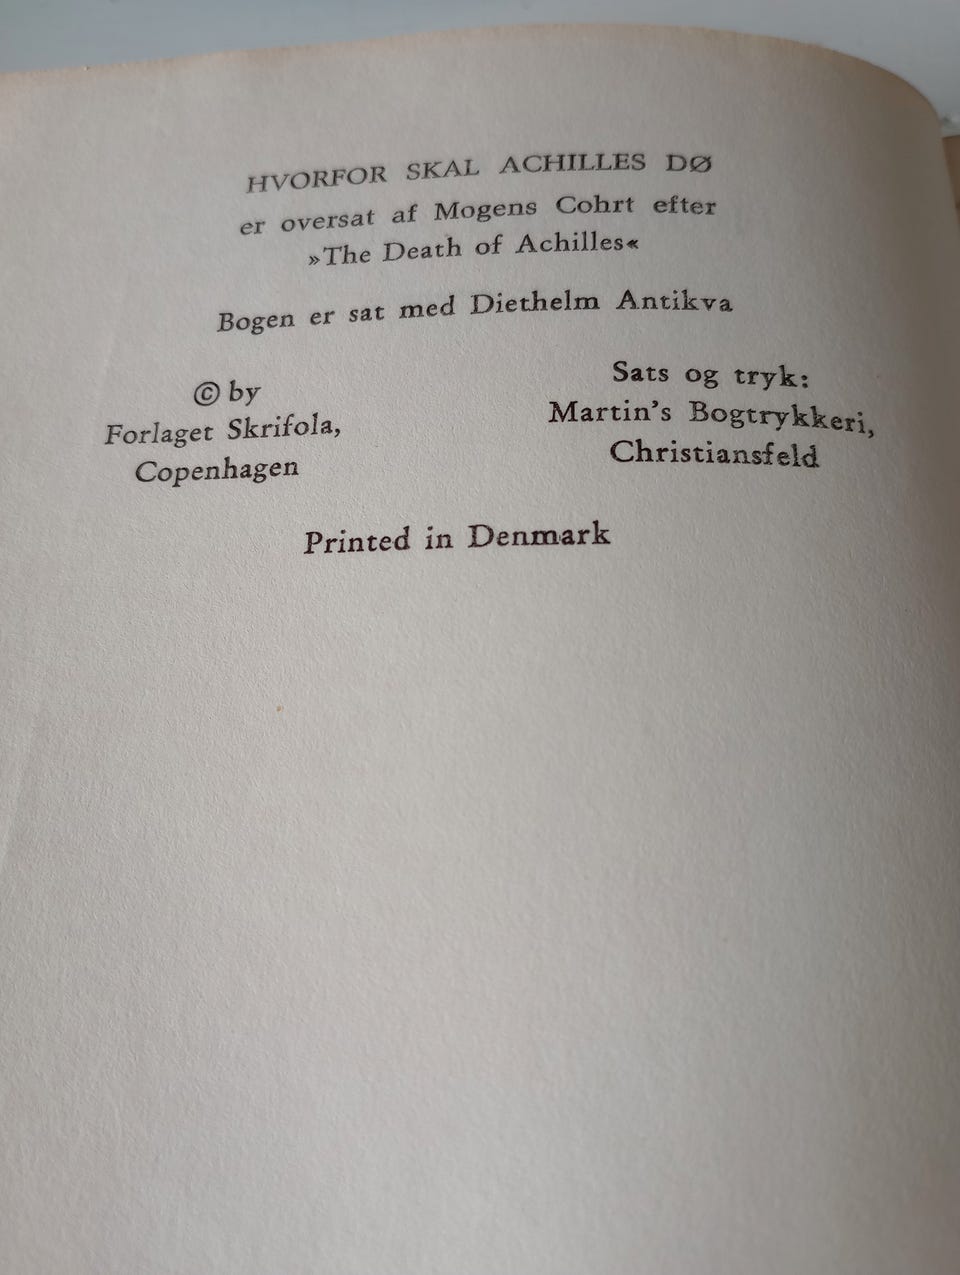 HVORFOR SKAL ACHILLES DØ
er oversat af Mogens Cohrt efter
»The Death of Achilles«
Bogen er sat med Diethelm Antikva
© by
Forlaget Skrifola,
Copenhagen
Sats og tryk:
Martin's Bogtrykkeri,
Christiansfeld
Printed in Denmark